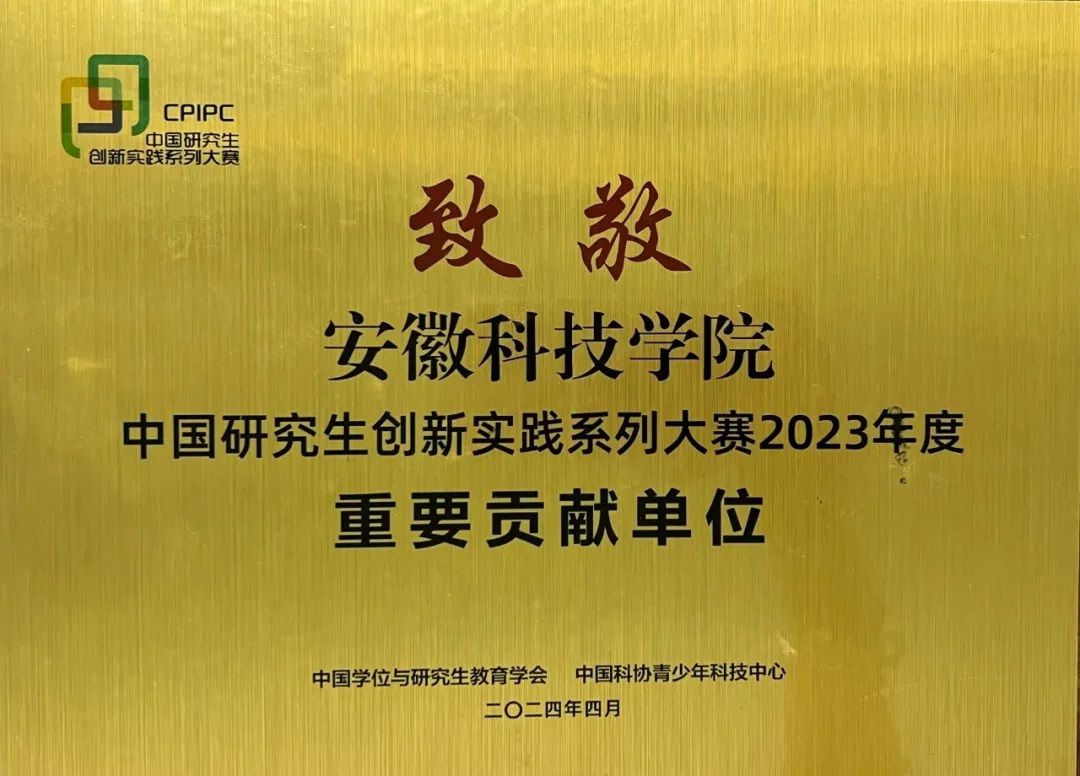 CPIPC
中国研究生
创新实践系列大赛
致敬
安徽科技学院
中国研究生创新实践系列大赛2023年度
重要贡献单位
中国学位与研究生教育学会 中国科协青少年科技中心
二〇二四年四月